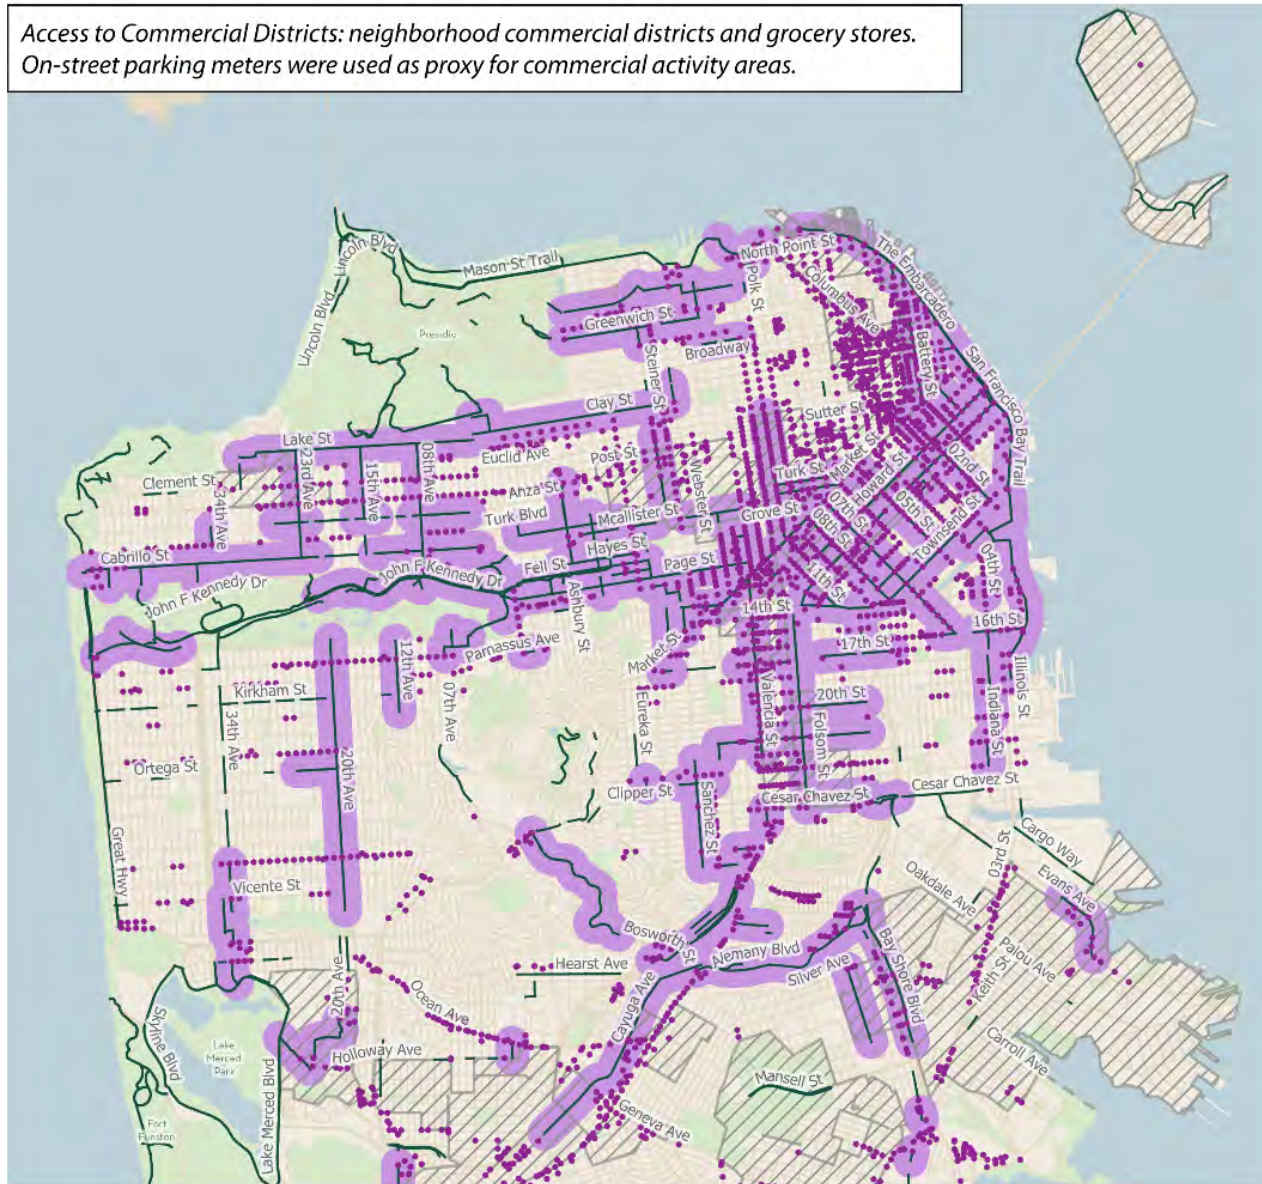 Access to Commercial Districts: neighborhood commercial districts and grocery stores.
On-street parking meters were used as proxy for commercial activity areas.
Lincoln Blvd
Lincoln Blvd
Mason St Trail
Presidio
North Point St
Polk St
Columbus Ave
The Embarcadero
Greenwich St
Broadway
Battery St
San Francisco Bay Trail
Steiner St
Clay St
Sutter St
Lake St
23rd Ave
15th Ave
08th Ave
Euclid Ave
Post St
Webster St
Turk St
Market St
Howard St
02nd St
Clement St
34th Ave
Anza St
Turk Blvd
Mcallister St
Grove St
07th St
08th St
05th St
Townsend St
Cabrillo St
Hayes St
Fell St
Page St
11th St
04th St
John F Kennedy Dr
John F Kennedy Dr
Ashbury St
14th St
16th St
Parnassus Ave
Market St
17th St
12th Ave
07th Ave
Kirkham St
34th Ave
Eureka St
Valencia St
20th St
Folsom St
Indiana St
Illinois St
Ortega St
20th Ave
Clipper St
Sanchez St
Cesar Chavez St
Cesar Chavez St
Great Hwy
Vicente St
03rd St
Cargo Way
Oakdale Ave
Evans Ave
Bosworth St
Alemany Blvd
Silver Ave
Bay Shore Blvd
Palou Ave
Keith St
Hearst Ave
Cayuga Ave
Ocean Ave
20th Ave
Skyline Blvd
Lake
Merced
Park
Holloway Ave
Lake Merced Blvd
Carroll Ave
Mansell St
Geneva Ave
Fort
Funston